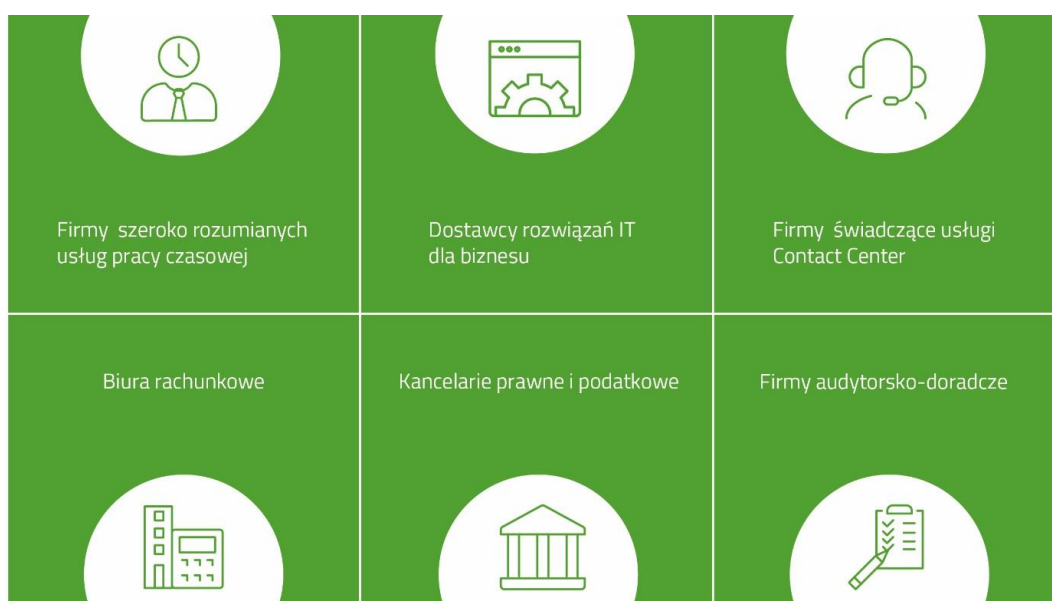 Firmy szeroko rozumianych
usług pracy czasowej
Dostawcy rozwiązań IT
dla biznesu
Firmy świadczące usługi
Contact Center
Biura rachunkowe
Kancelarie prawne i podatkowe
Firmy audytorsko-doradcze